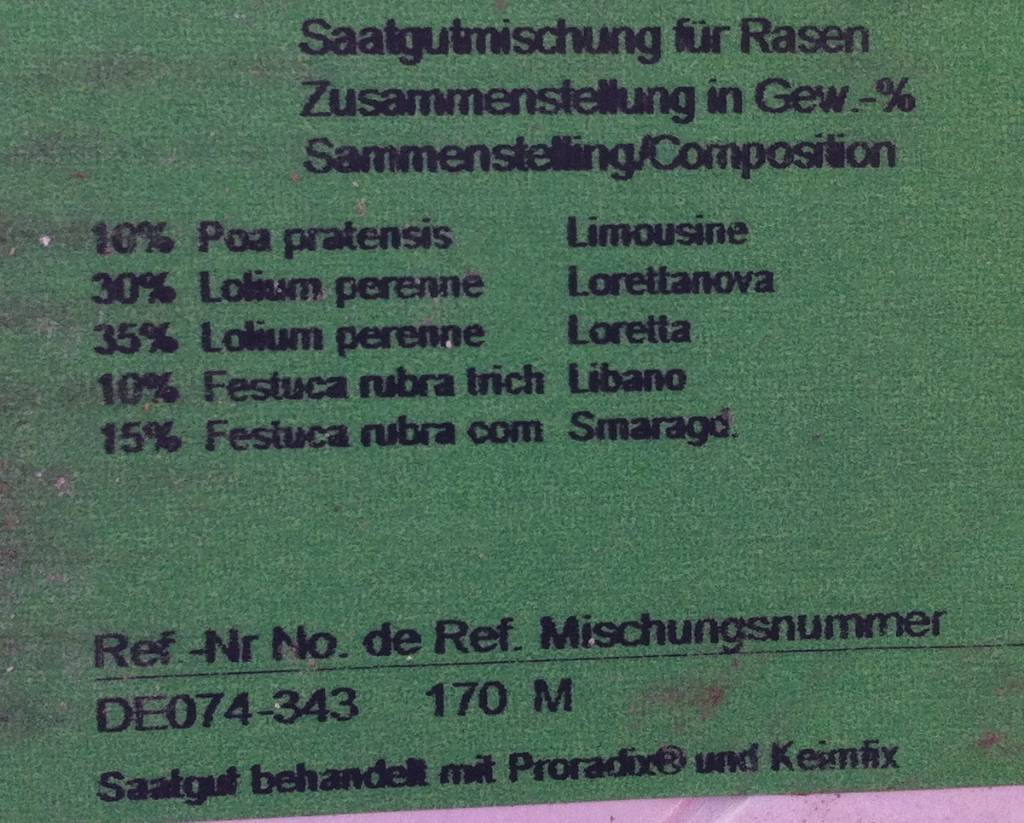 Saatgutmischung für Rasen
Zusammenstellung in Gew.-%
Sammenstelling/Composition
10% Poa pratensis Limousine
30% Lolium perenne Lorettanova
35% Lolium perenne Loretta
10% Festuca rubra trich Libano
15% Festuca rubra com Smaragd.
Ref.-Nr No. de Ref. Mischungsnummer
DE074-343 170 M
Saatgut behandelt mit Proradix® und Keimfix